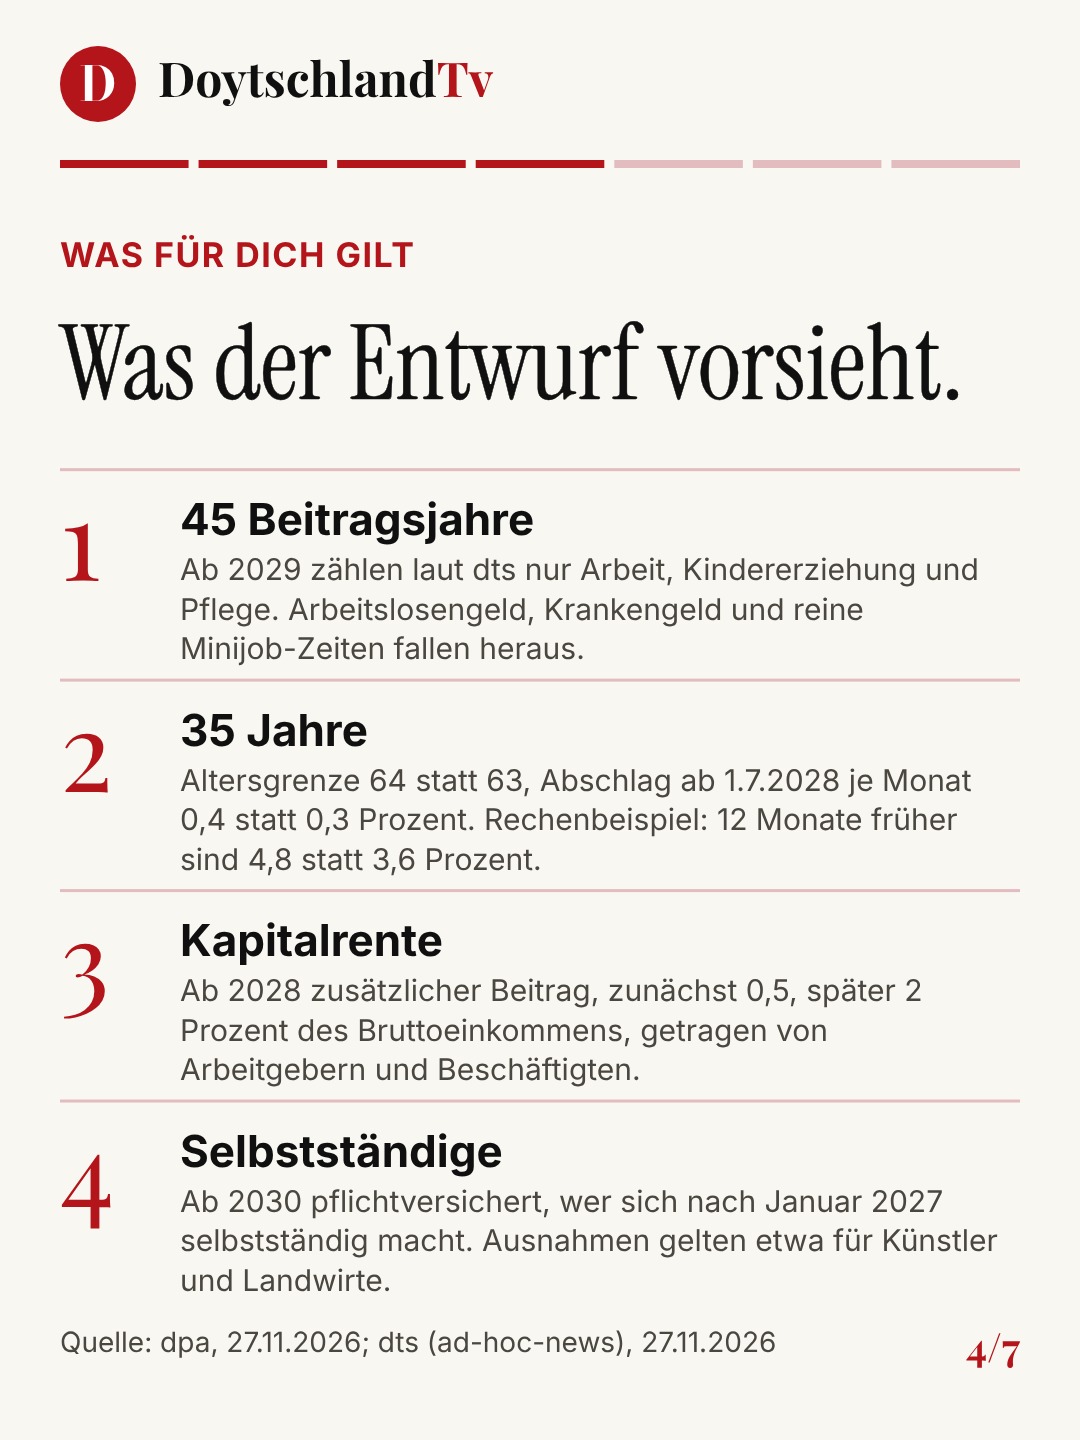 D DoytschlandTv
WAS FÜR DICH GILT
Was der Entwurf vorsieht.
1 45 Beitragsjahre
Ab 2029 zählen laut dts nur Arbeit, Kindererziehung und
Pflege. Arbeitslosengeld, Krankengeld und reine
Minijob-Zeiten fallen heraus.
2 35 Jahre
Altersgrenze 64 statt 63, Abschlag ab 1.7.2028 je Monat
0,4 statt 0,3 Prozent. Rechenbeispiel: 12 Monate früher
sind 4,8 statt 3,6 Prozent.
3 Kapitalrente
Ab 2028 zusätzlicher Beitrag, zunächst 0,5, später 2
Prozent des Bruttoeinkommens, getragen von
Arbeitgebern und Beschäftigten.
4 Selbstständige
Ab 2030 pflichtversichert, wer sich nach Januar 2027
selbstständig macht. Ausnahmen gelten etwa für Künstler
und Landwirte.
Quelle: dpa, 27.11.2026; dts (ad-hoc-news), 27.11.2026
4/7